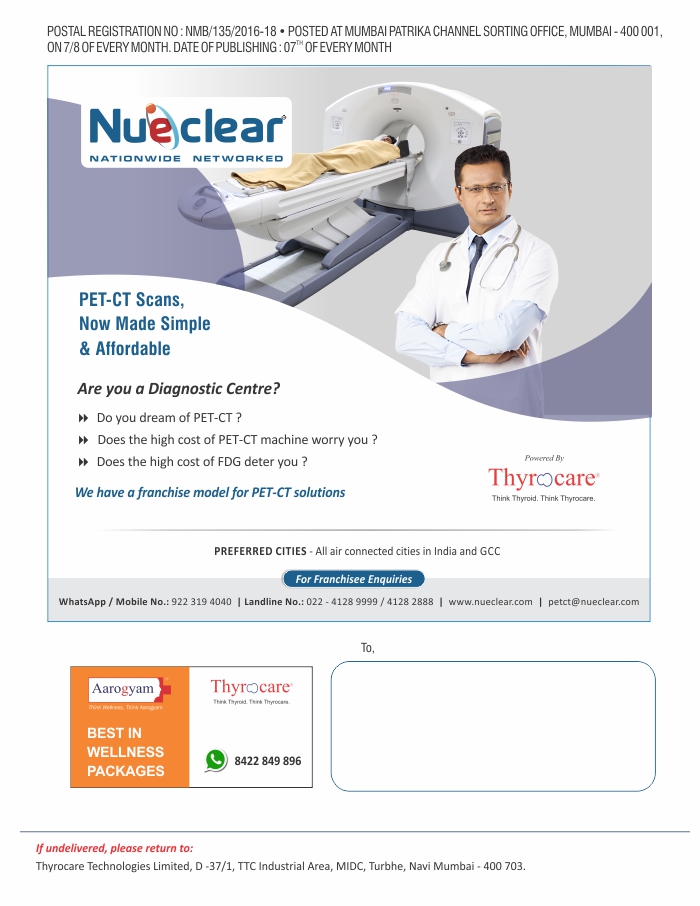 POSTAL REGISTRATION NO : NMB/135/2016-18 • POSTED AT MUMBAI PATRIKA CHANNEL SORTING OFFICE, MUMBAI - 400 001,
ON 7/8 OF EVERY MONTH. DATE OF PUBLISHING : 07TH OF EVERY MONTH
Nueclear
NATIONWIDE NETWORKED
PET-CT Scans,
Now Made Simple
& Affordable
Are you a Diagnostic Centre?
Do you dream of PET-CT ?
Does the high cost of PET-CT machine worry you ?
Does the high cost of FDG deter you ?
We have a franchise model for PET-CT solutions
Powered By
Thyrocare®
Think Thyroid. Think Thyrocare.
PREFERRED CITIES - All air connected cities in India and GCC
For Franchisee Enquiries
WhatsApp / Mobile No.: 922 319 4040 | Landline No.: 022 - 4128 9999 / 4128 2888 | www.nueclear.com | petct@nueclear.com
To,
Aarogyam
Think Wellness, Think Aarogyam
BEST IN
WELLNESS
PACKAGES
Thyrocare®
Think Thyroid. Think Thyrocare.
8422 849 896
If undelivered, please return to:
Thyrocare Technologies Limited, D -37/1, TTC Industrial Area, MIDC, Turbhe, Navi Mumbai - 400 703.